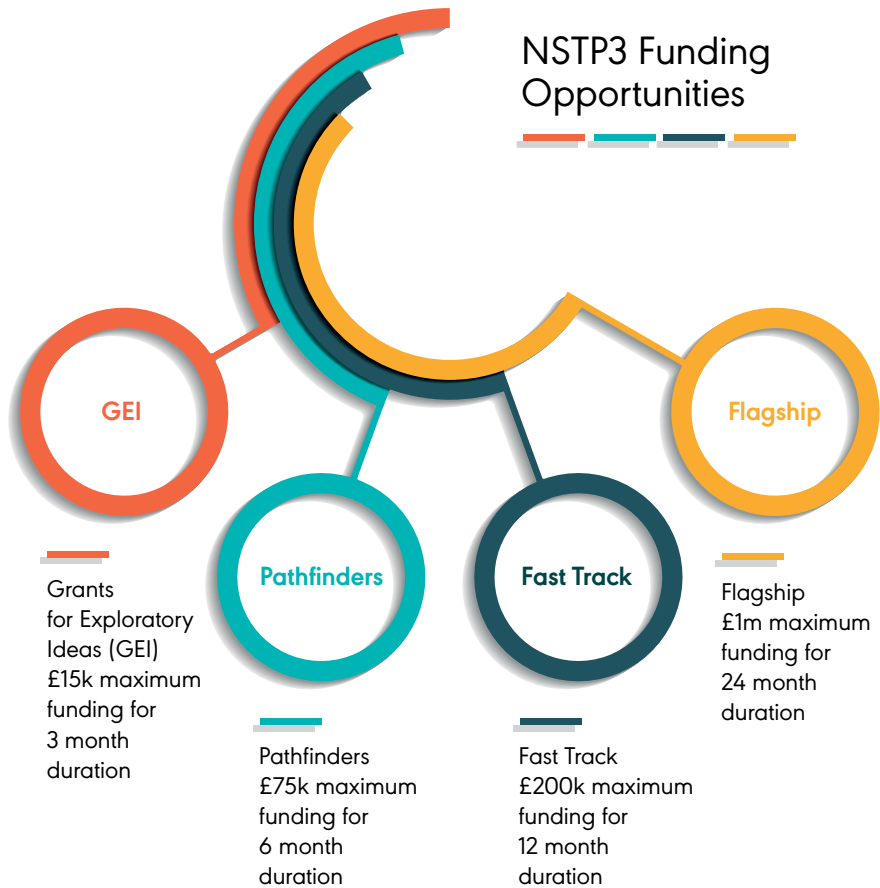 NSTP3 Funding
Opportunities
GEI
Pathfinders
Fast Track
Flagship
Grants
for Exploratory
Ideas (GEI)
£15k maximum
funding for
3 month
duration
Pathfinders
£75k maximum
funding for
6 month
duration
Fast Track
£200k maximum
funding for
12 month
duration
Flagship
£1m maximum
funding for
24 month
duration